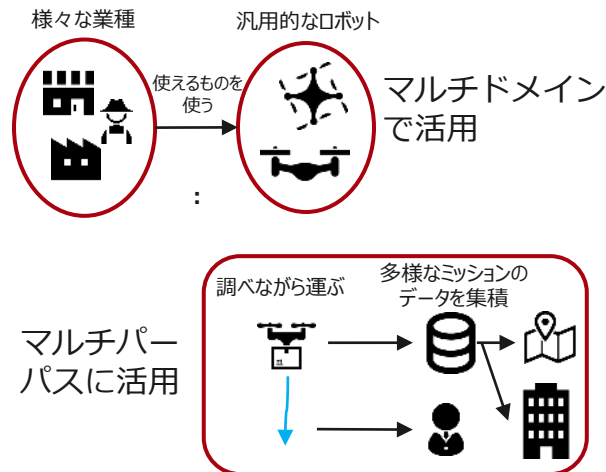 様々な業種
汎用的なロボット
使えるものを
使う
マルチドメイン
で活用
:
調べながら運ぶ
多様なミッションの
データを集積
マルチパー
パスに活用